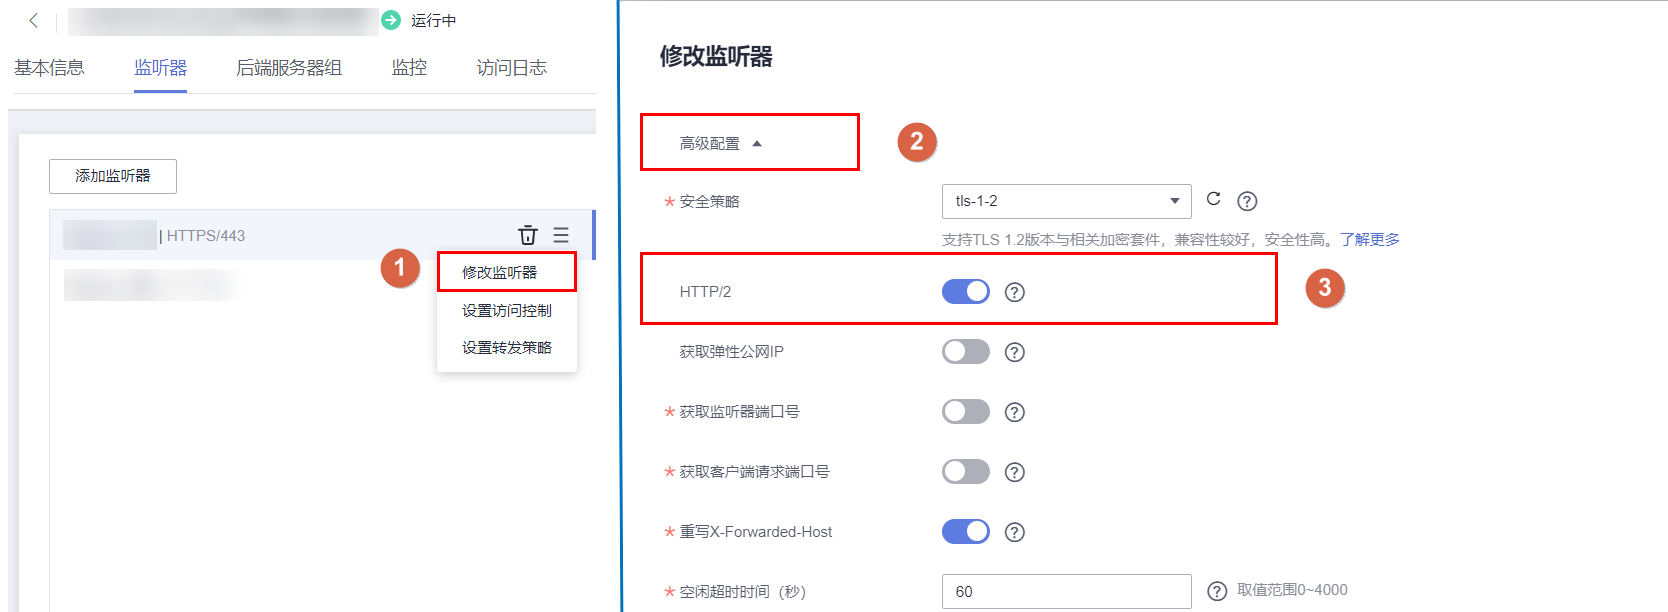 运行中
基本信息 监听器 后端服务器组 监控 访问日志
添加监听器
| HTTPS/443
1
修改监听器
设置访问控制
设置转发策略
修改监听器
高级配置
2
* 安全策略 tls-1-2
支持TLS 1.2版本与相关加密套件，兼容性较好，安全性高。了解更多
HTTP/2
3
获取弹性公网IP
* 获取监听器端口号
* 获取客户端请求端口号
* 重写X-Forwarded-Host
* 空闲超时时间（秒） 60 取值范围0~4000